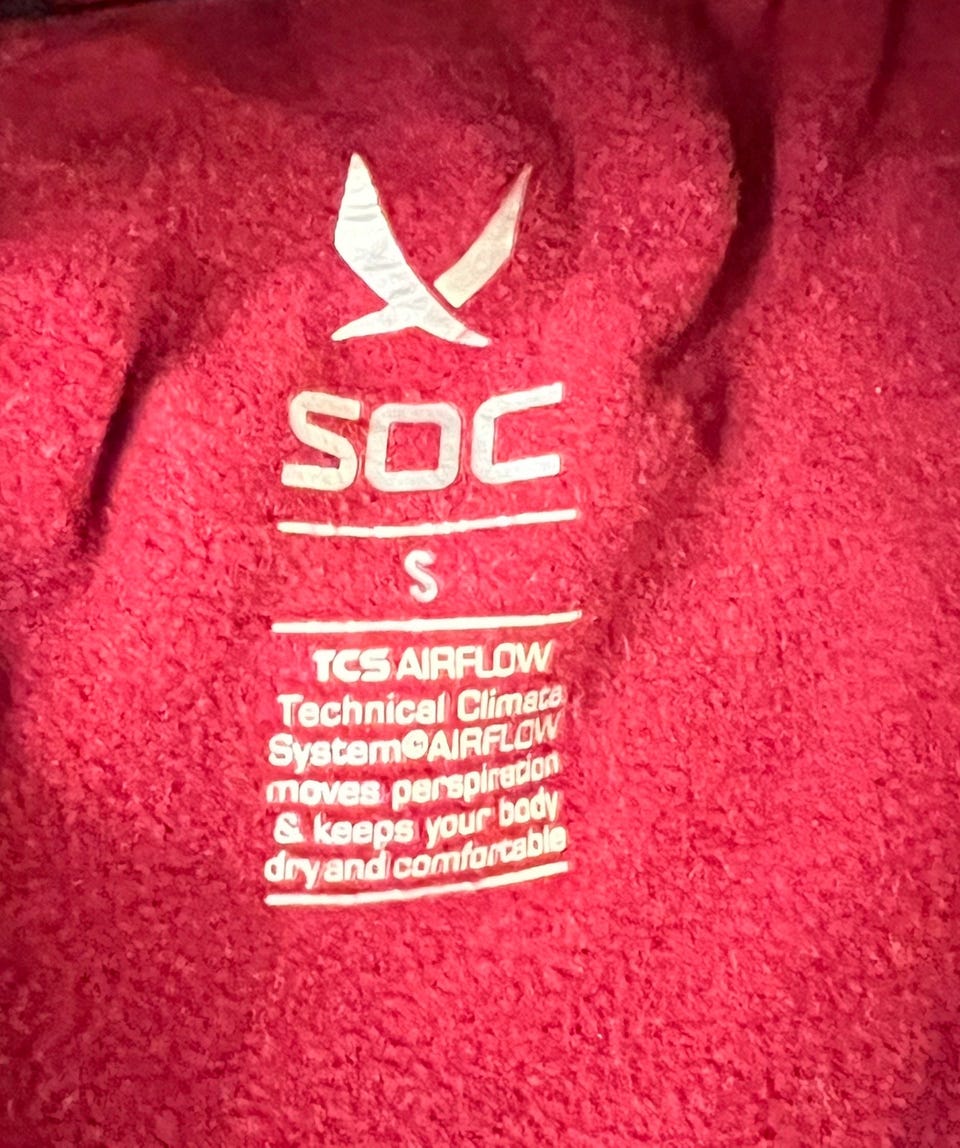 SOC
S
TCS AIRFLOW
Technical Climate
System©AIRFLOW
moves perspiration
& keeps your body
dry and comfortable